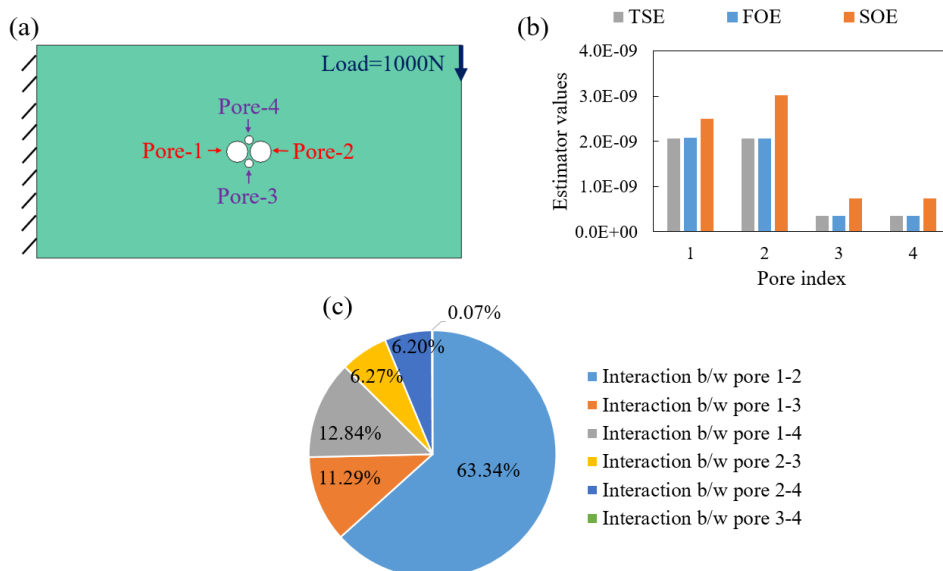 (a)
Load=1000N
Pore-4
Pore-1
Pore-2
Pore-3
(b)
TSE
FOE
SOE
4.0E-09
3.0E-09
2.0E-09
1.0E-09
0.0E+00
Estimator values
1
2
3
4
Pore index
(c)
0.07%
6.20%
6.27%
12.84%
11.29%
63.34%
Interaction b/w pore 1-2
Interaction b/w pore 1-3
Interaction b/w pore 1-4
Interaction b/w pore 2-3
Interaction b/w pore 2-4
Interaction b/w pore 3-4